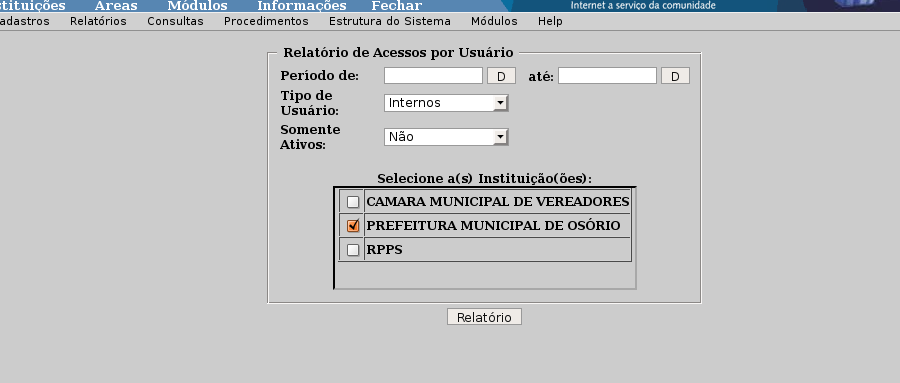 stituições Areas Módulos Informações Fechar Internet a serviço da comunidade
adastros Relatórios Consultas Procedimentos Estrutura do Sistema Módulos Help
Relatório de Acessos por Usuário
Período de: D até: D
Tipo de
Usuário: Internos
Somente
Ativos: Não
Selecione a(s) Instituição(ões):
CAMARA MUNICIPAL DE VEREADORES
PREFEITURA MUNICIPAL DE OSÓRIO
RPPS
Relatório